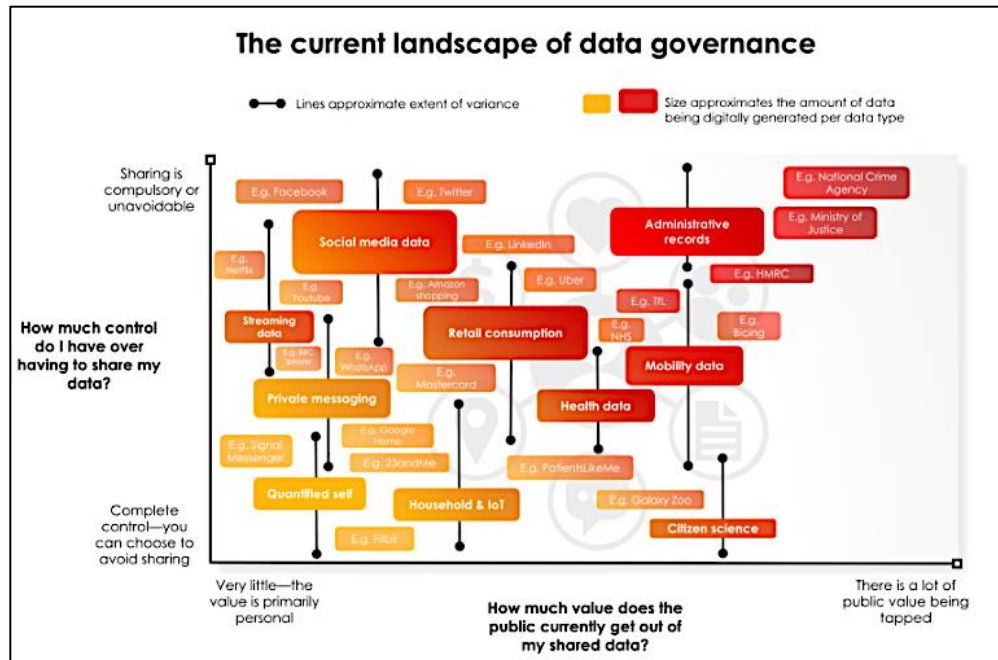 The current landscape of data governance
Lines approximate extent of variance
Size approximates the amount of data
being digitally generated per data type
Sharing is
compulsory or
unavoidable
E.g. Facebook
E.g. Twitter
E.g. National Crime
Agency
E.g. Ministry of
Justice
Social media data
Administrative
records
E.g. LinkedIn
E.g.
Netflix
E.g. Uber
E.g. HMRC
E.g.
Youtube
E.g. Amazon
shopping
E.g. TfL
How much control
do I have over
having to share my
data?
Streaming
data
Retail consumption
E.g.
NHS
E.g.
Bicing
E.g. BBC
iplayer
E.g.
WhatsApp
Mobility data
E.g.
Mastercard
Private messaging
Health data
E.g. Signal
Messenger
E.g. Google
Home
E.g. 23andMe
E.g. PatientsLikeMe
Quantified self
Household & IoT
E.g. Galaxy Zoo
Citizen science
Complete
control—you
can choose to
avoid sharing
E.g. Fitbit
Very little—the
value is primarily
personal
How much value does the
public currently get out of
my shared data?
There is a lot of
public value being
tapped